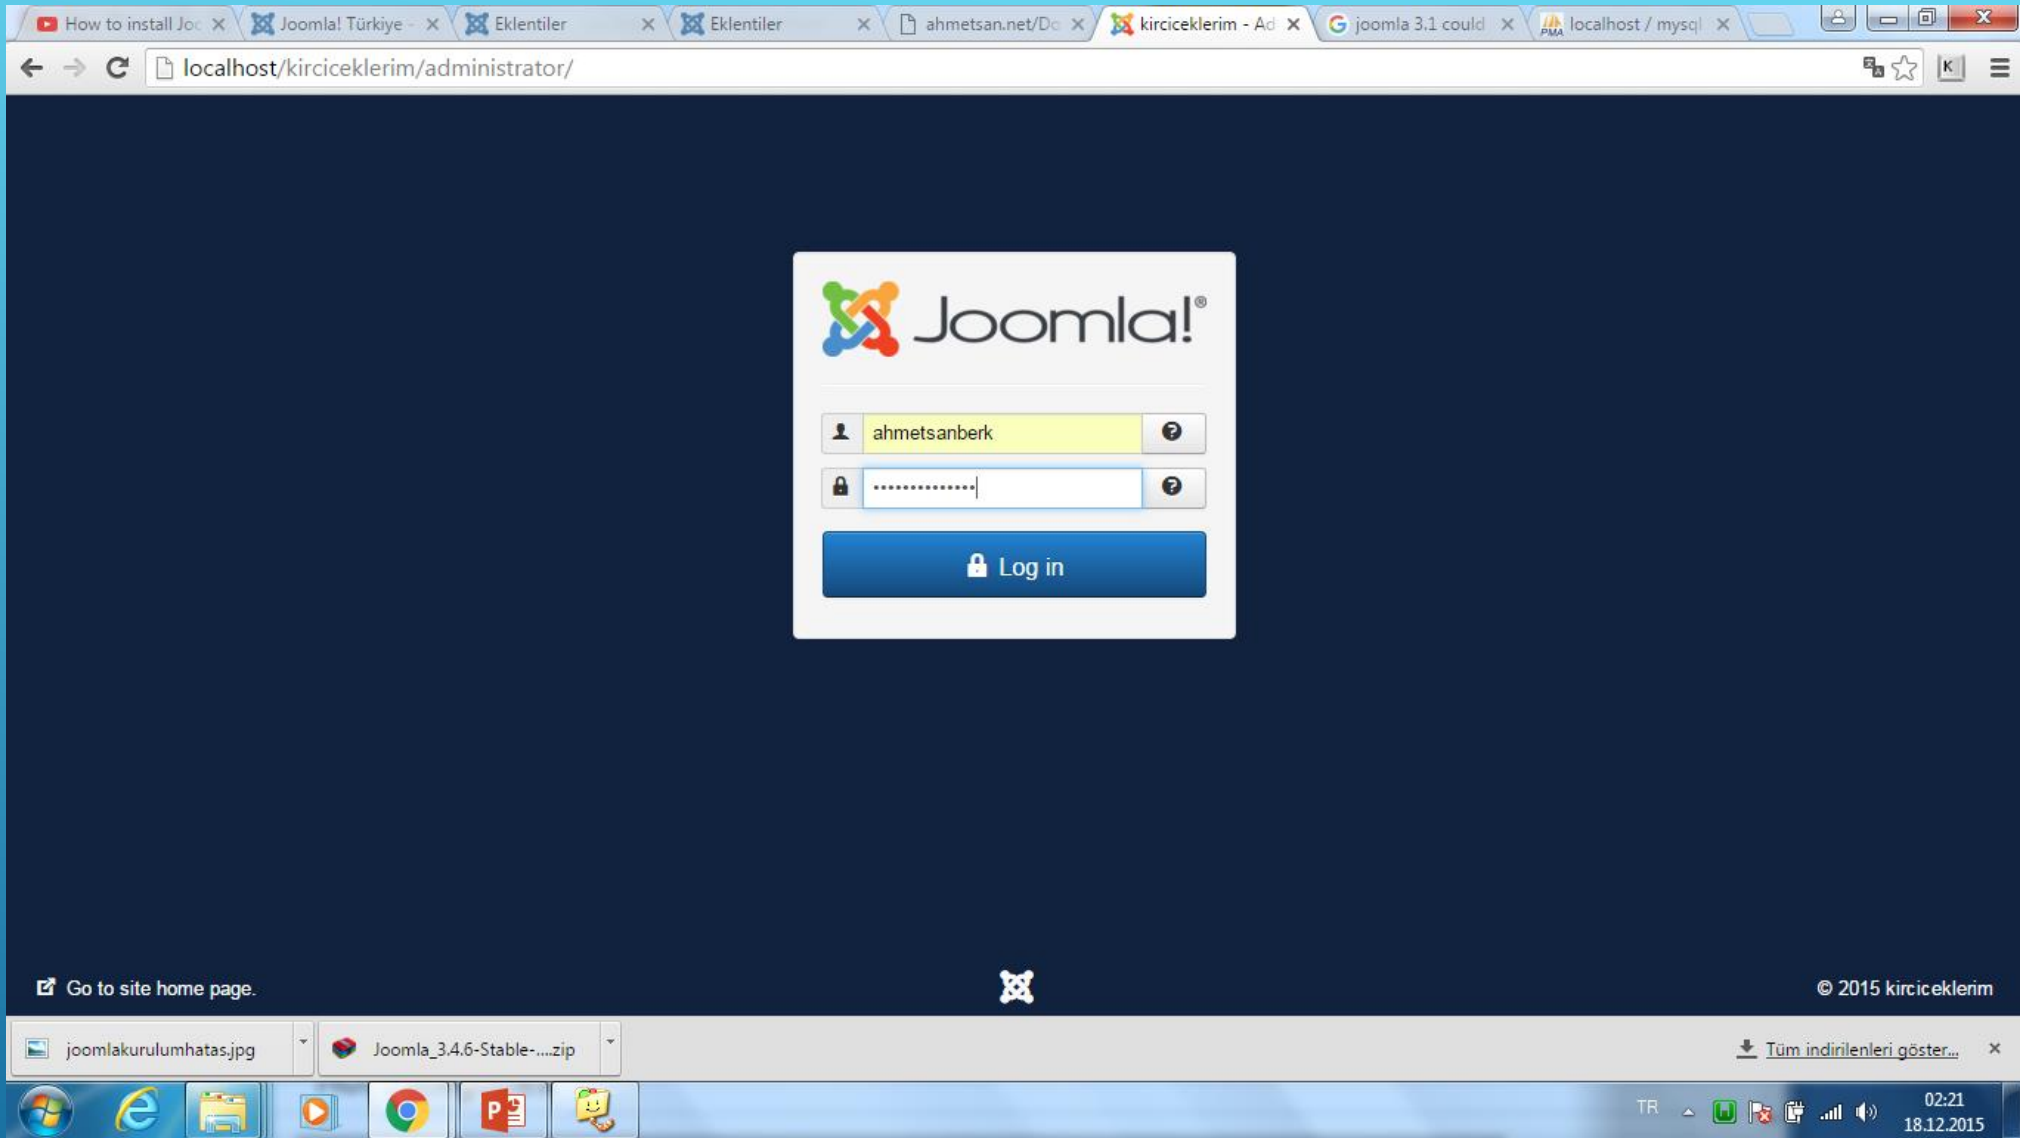 How to install Joc
Joomla! Türkiye -
Eklentiler
Eklentiler
ahmetsan.net/Do
kirciceklerim - Ad
joomla 3.1 could
localhost / mysql
localhost/kirciceklerim/administrator/
Joomla!®
ahmetsanberk
Log in
Go to site home page.
© 2015 kirciceklerim
joomlakurulumhatas.jpg
Joomla_3.4.6-Stable-....zip
Tüm indirilenleri göster...
TR
02:21
18.12.2015